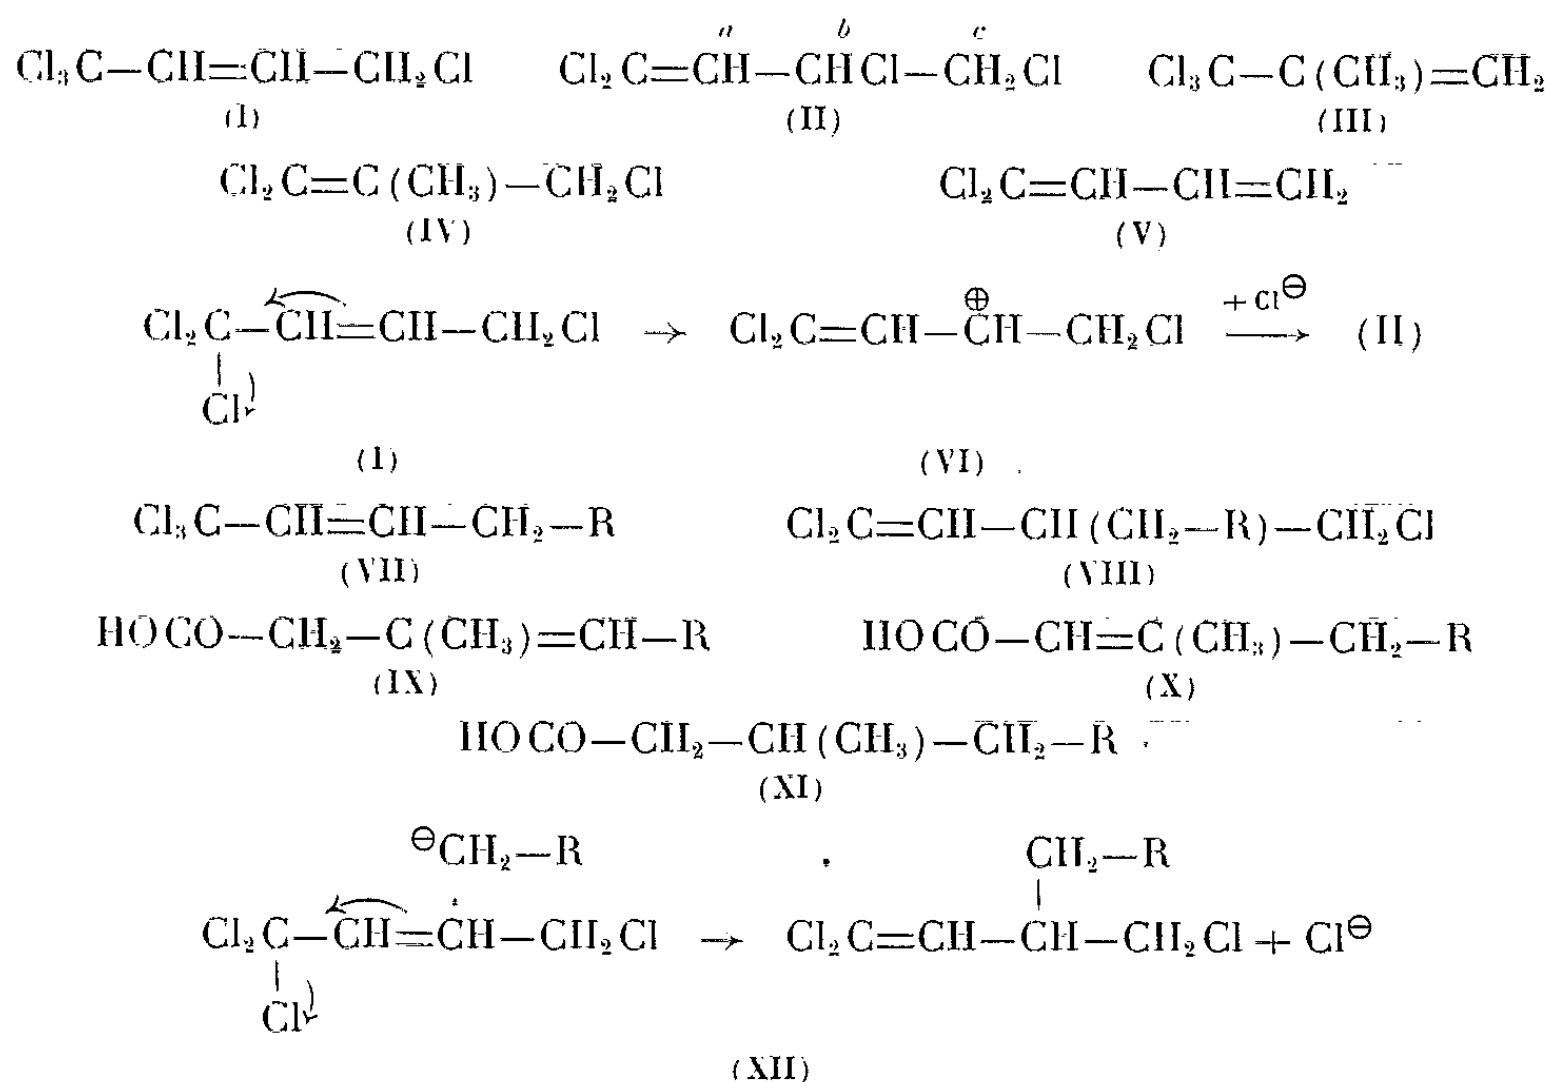 a b c
Cl₃C—CH=CH—CH₂Cl Cl₂C=CH—CHCl—CH₂Cl Cl₃C—C(CH₃)=CH₂
(I) (II) (III)
Cl₂C=C(CH₃)—CH₂Cl Cl₂C=CH—CH=CH₂
(IV) (V)
⊕ +Cl⊖
Cl₂C—CH=CH—CH₂Cl → Cl₂C=CH—CH—CH₂Cl → (II)
Cl
(I) (VI)
Cl₃C—CH=CH—CH₂—R Cl₂C=CH—CH(CH₂—R)—CH₂Cl
(VII) (VIII)
HOCO—CH₂—C(CH₃)=CH—R HOCO—CH=C(CH₃)—CH₂—R
(IX) (X)
HOCO—CH₂—CH(CH₃)—CH₂—R
(XI)
⊖CH₂—R CH₂—R
Cl₂C—CH=CH—CH₂Cl → Cl₂C=CH—CH—CH₂Cl + Cl⊖
Cl
(XII)